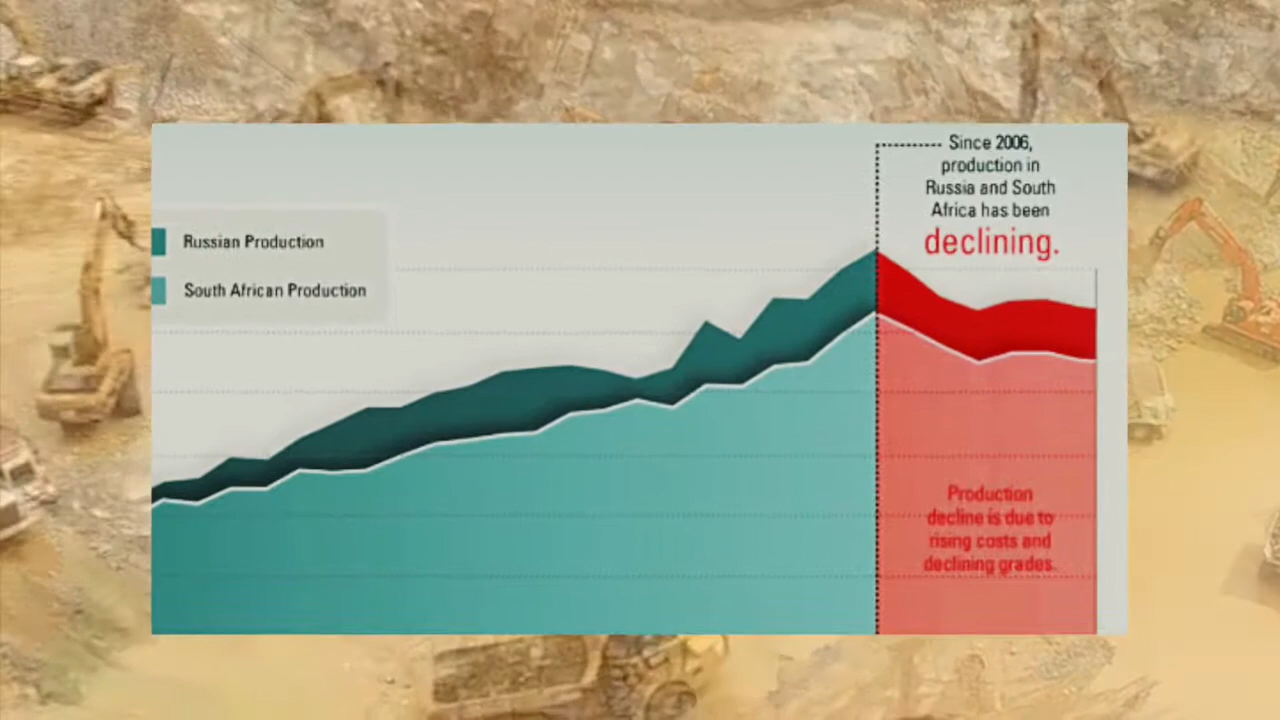 Since 2006,
production in
Russia and South
Africa has been
declining.
Russian Production
South African Production
Production
decline is due to
rising costs and
declining grades.